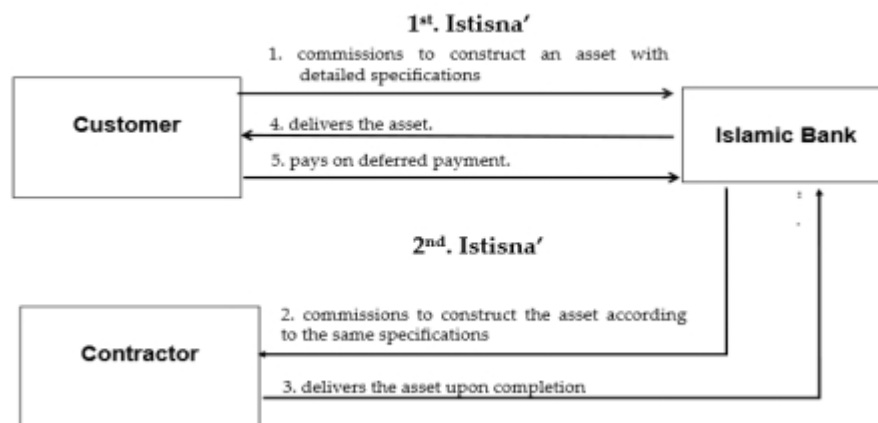 1st. Istisna′
1. commissions to construct an asset with
detailed specifications
Customer
4. delivers the asset.
Islamic Bank
5. pays on deferred payment.
2nd. Istisna′
2. commissions to construct the asset according
to the same specifications
Contractor
3. delivers the asset upon completion